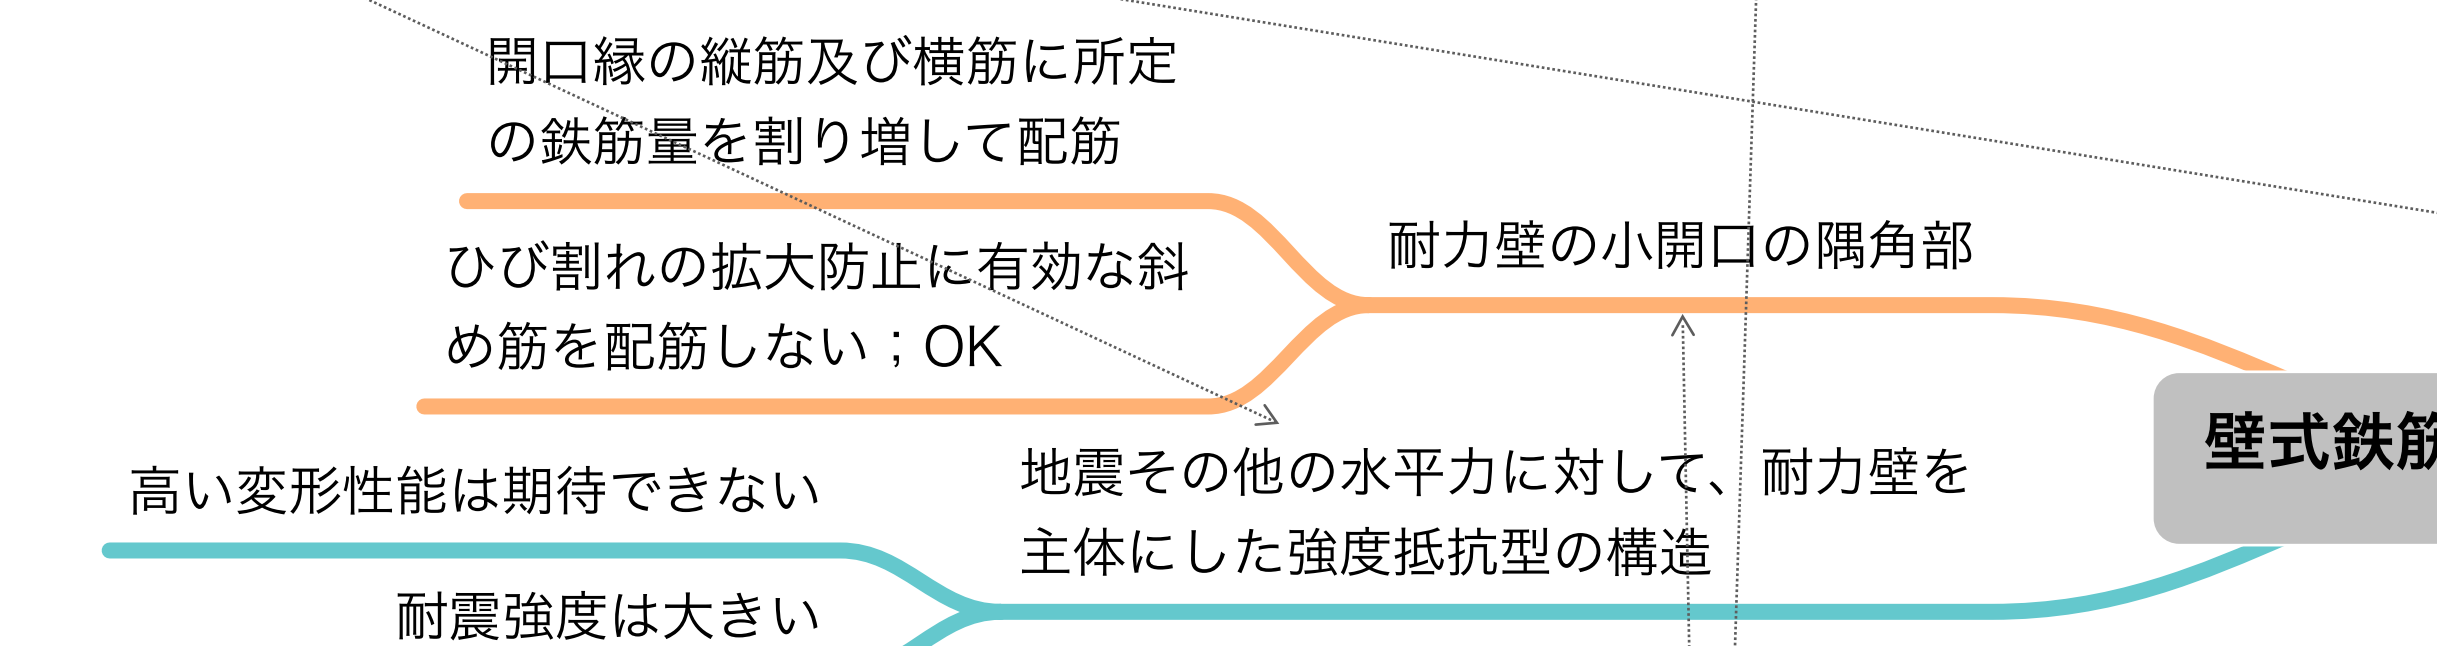 開口縁の縦筋及び横筋に所定
の鉄筋量を割り増して配筋
ひび割れの拡大防止に有効な斜
め筋を配筋しない；OK
耐力壁の小開口の隅角部
高い変形性能は期待できない
耐震強度は大きい
地震その他の水平力に対して、耐力壁を
主体にした強度抵抗型の構造
壁式鉄筋